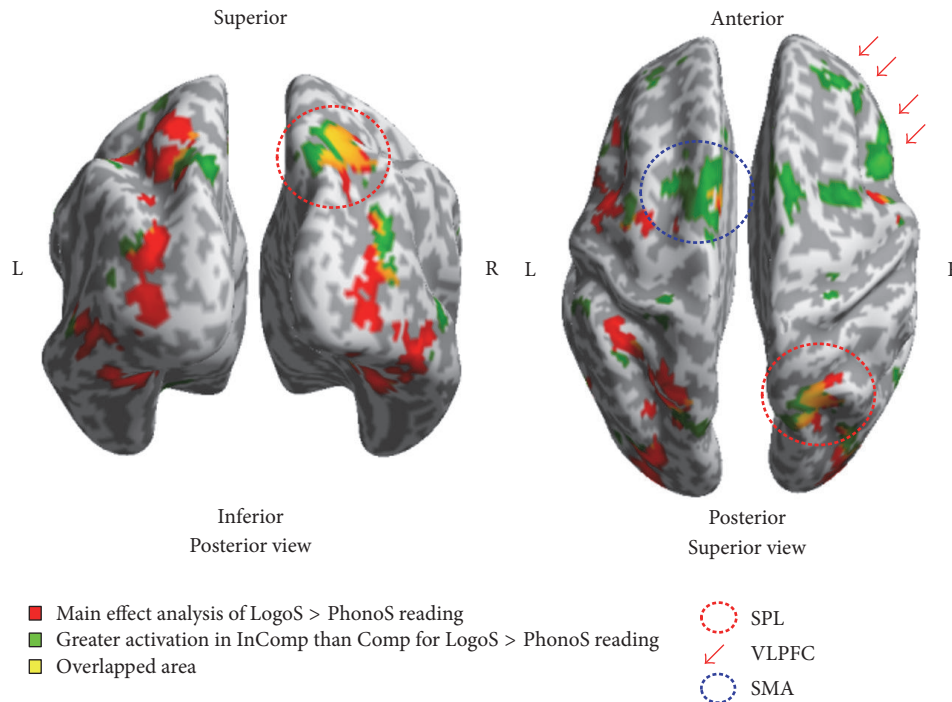 Superior
Anterior
L
R
L
Inferior
Posterior view
Posterior
Superior view
Main effect analysis of LogoS > PhonoS reading
Greater activation in InComp than Comp for LogoS > PhonoS reading
Overlapped area
SPL
VLPFC
SMA